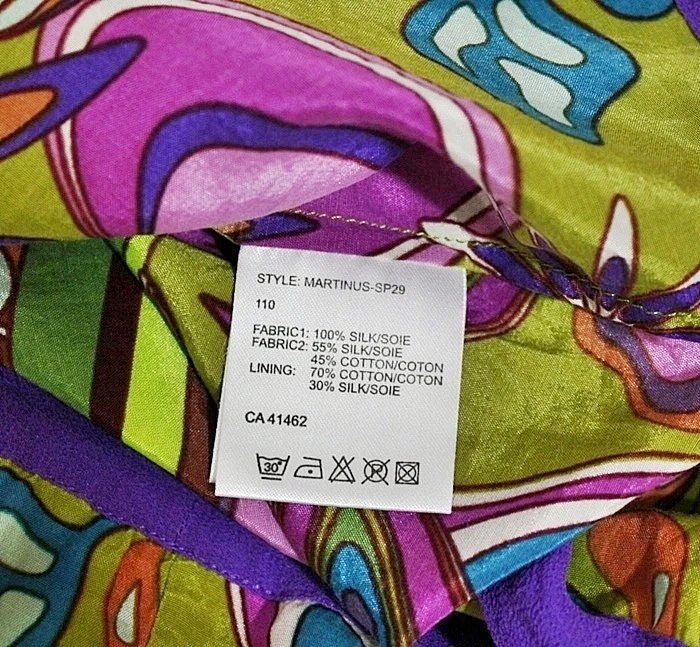 STYLE: MARTINUS-SP29
110
FABRIC1: 100% SILK/SOIE
FABRIC2: 55% SILK/SOIE
45% COTTON/COTON
LINING: 70% COTTON/COTON
30% SILK/SOIE
CA 41462
30°
P